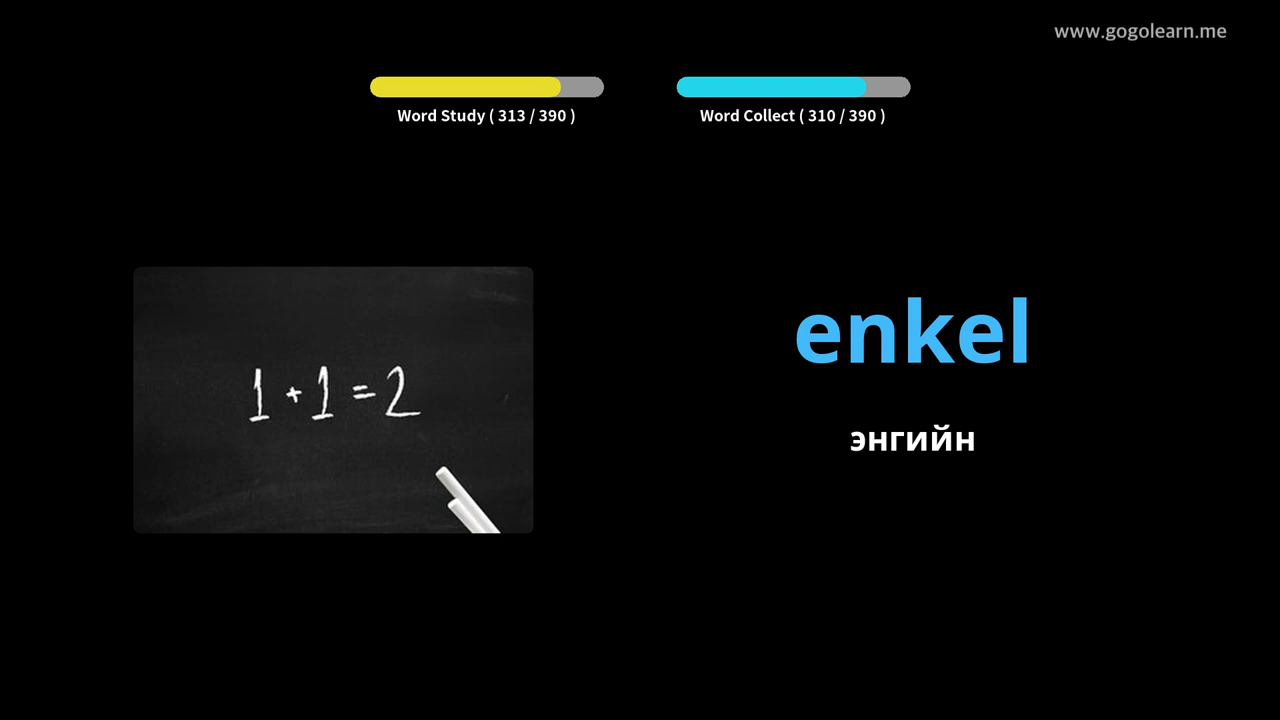 www.gogolearn.me
Word Study ( 313 / 390 )
Word Collect ( 310 / 390 )
1 + 1 = 2
enkel
энгийн